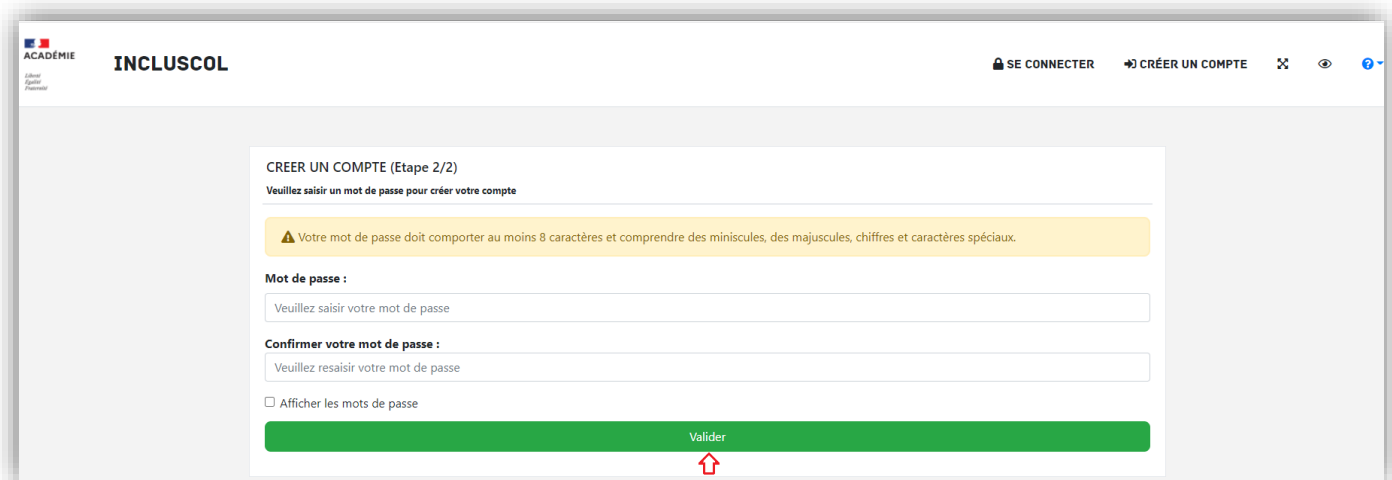 ACADÉMIE
Liberté
Égalité
Fraternité
INCLUSCOL
SE CONNECTER
CRÉER UN COMPTE
CREER UN COMPTE (Etape 2/2)
Veuillez saisir un mot de passe pour créer votre compte
Votre mot de passe doit comporter au moins 8 caractères et comprendre des miniscules, des majuscules, chiffres et caractères spéciaux.
Mot de passe :
Veuillez saisir votre mot de passe
Confirmer votre mot de passe :
Veuillez resaisir votre mot de passe
Afficher les mots de passe
Valider